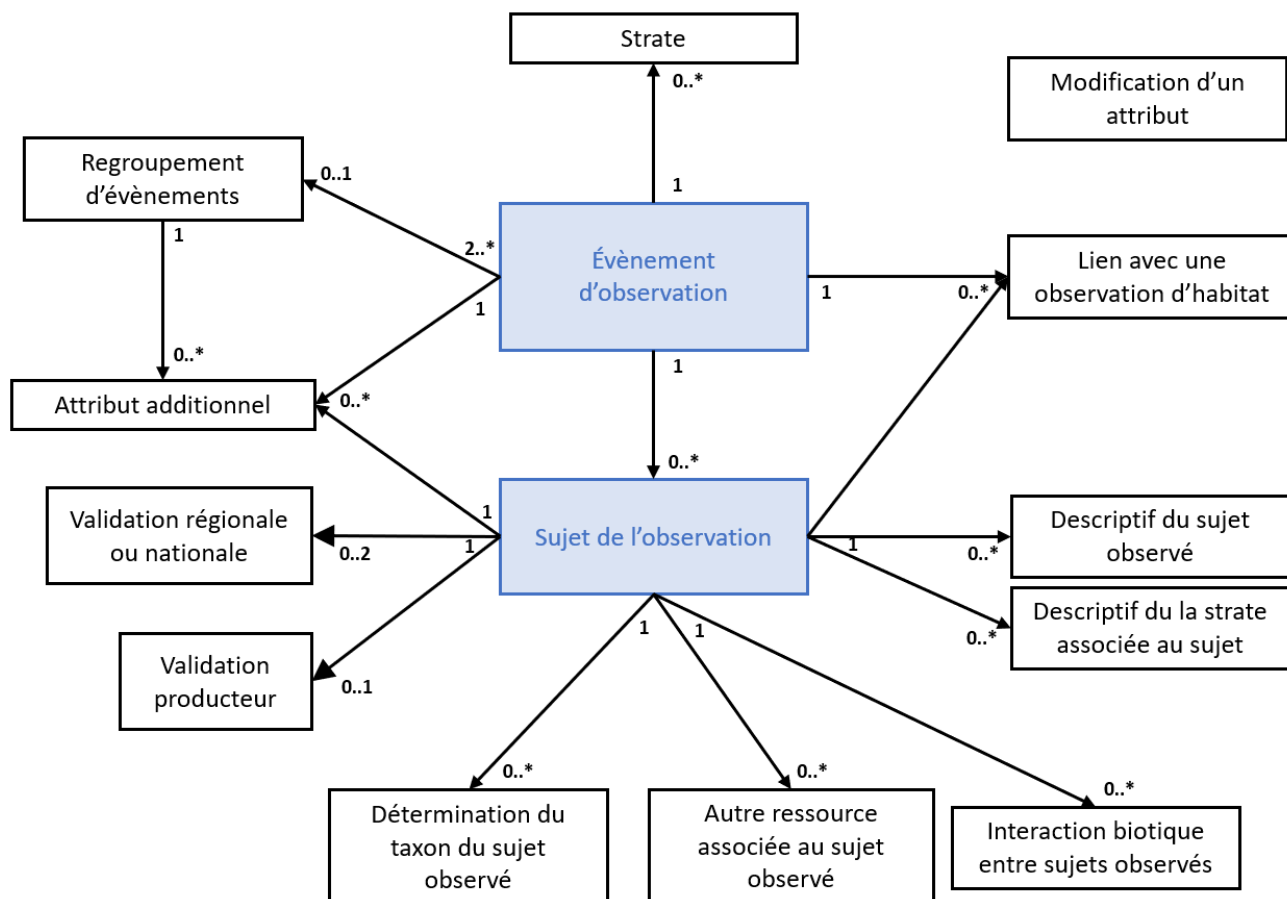 Strate
0..*
Modification d’un
attribut
Regroupement
d’évènements
0..1
1
1
2..*
Évènement
d’observation
1
0..*
Lien avec une
observation d’habitat
1
0..*
1
Attribut additionnel
0..*
0..*
1
Validation régionale
ou nationale
0..2
1
Sujet de l’observation
1
0..*
Descriptif du sujet
observé
Validation
producteur
0..1
0..*
Descriptif du la strate
associée au sujet
1
1
0..*
0..*
0..*
Détermination du
taxon du sujet
observé
Autre ressource
associée au sujet
observé
Interaction biotique
entre sujets observés